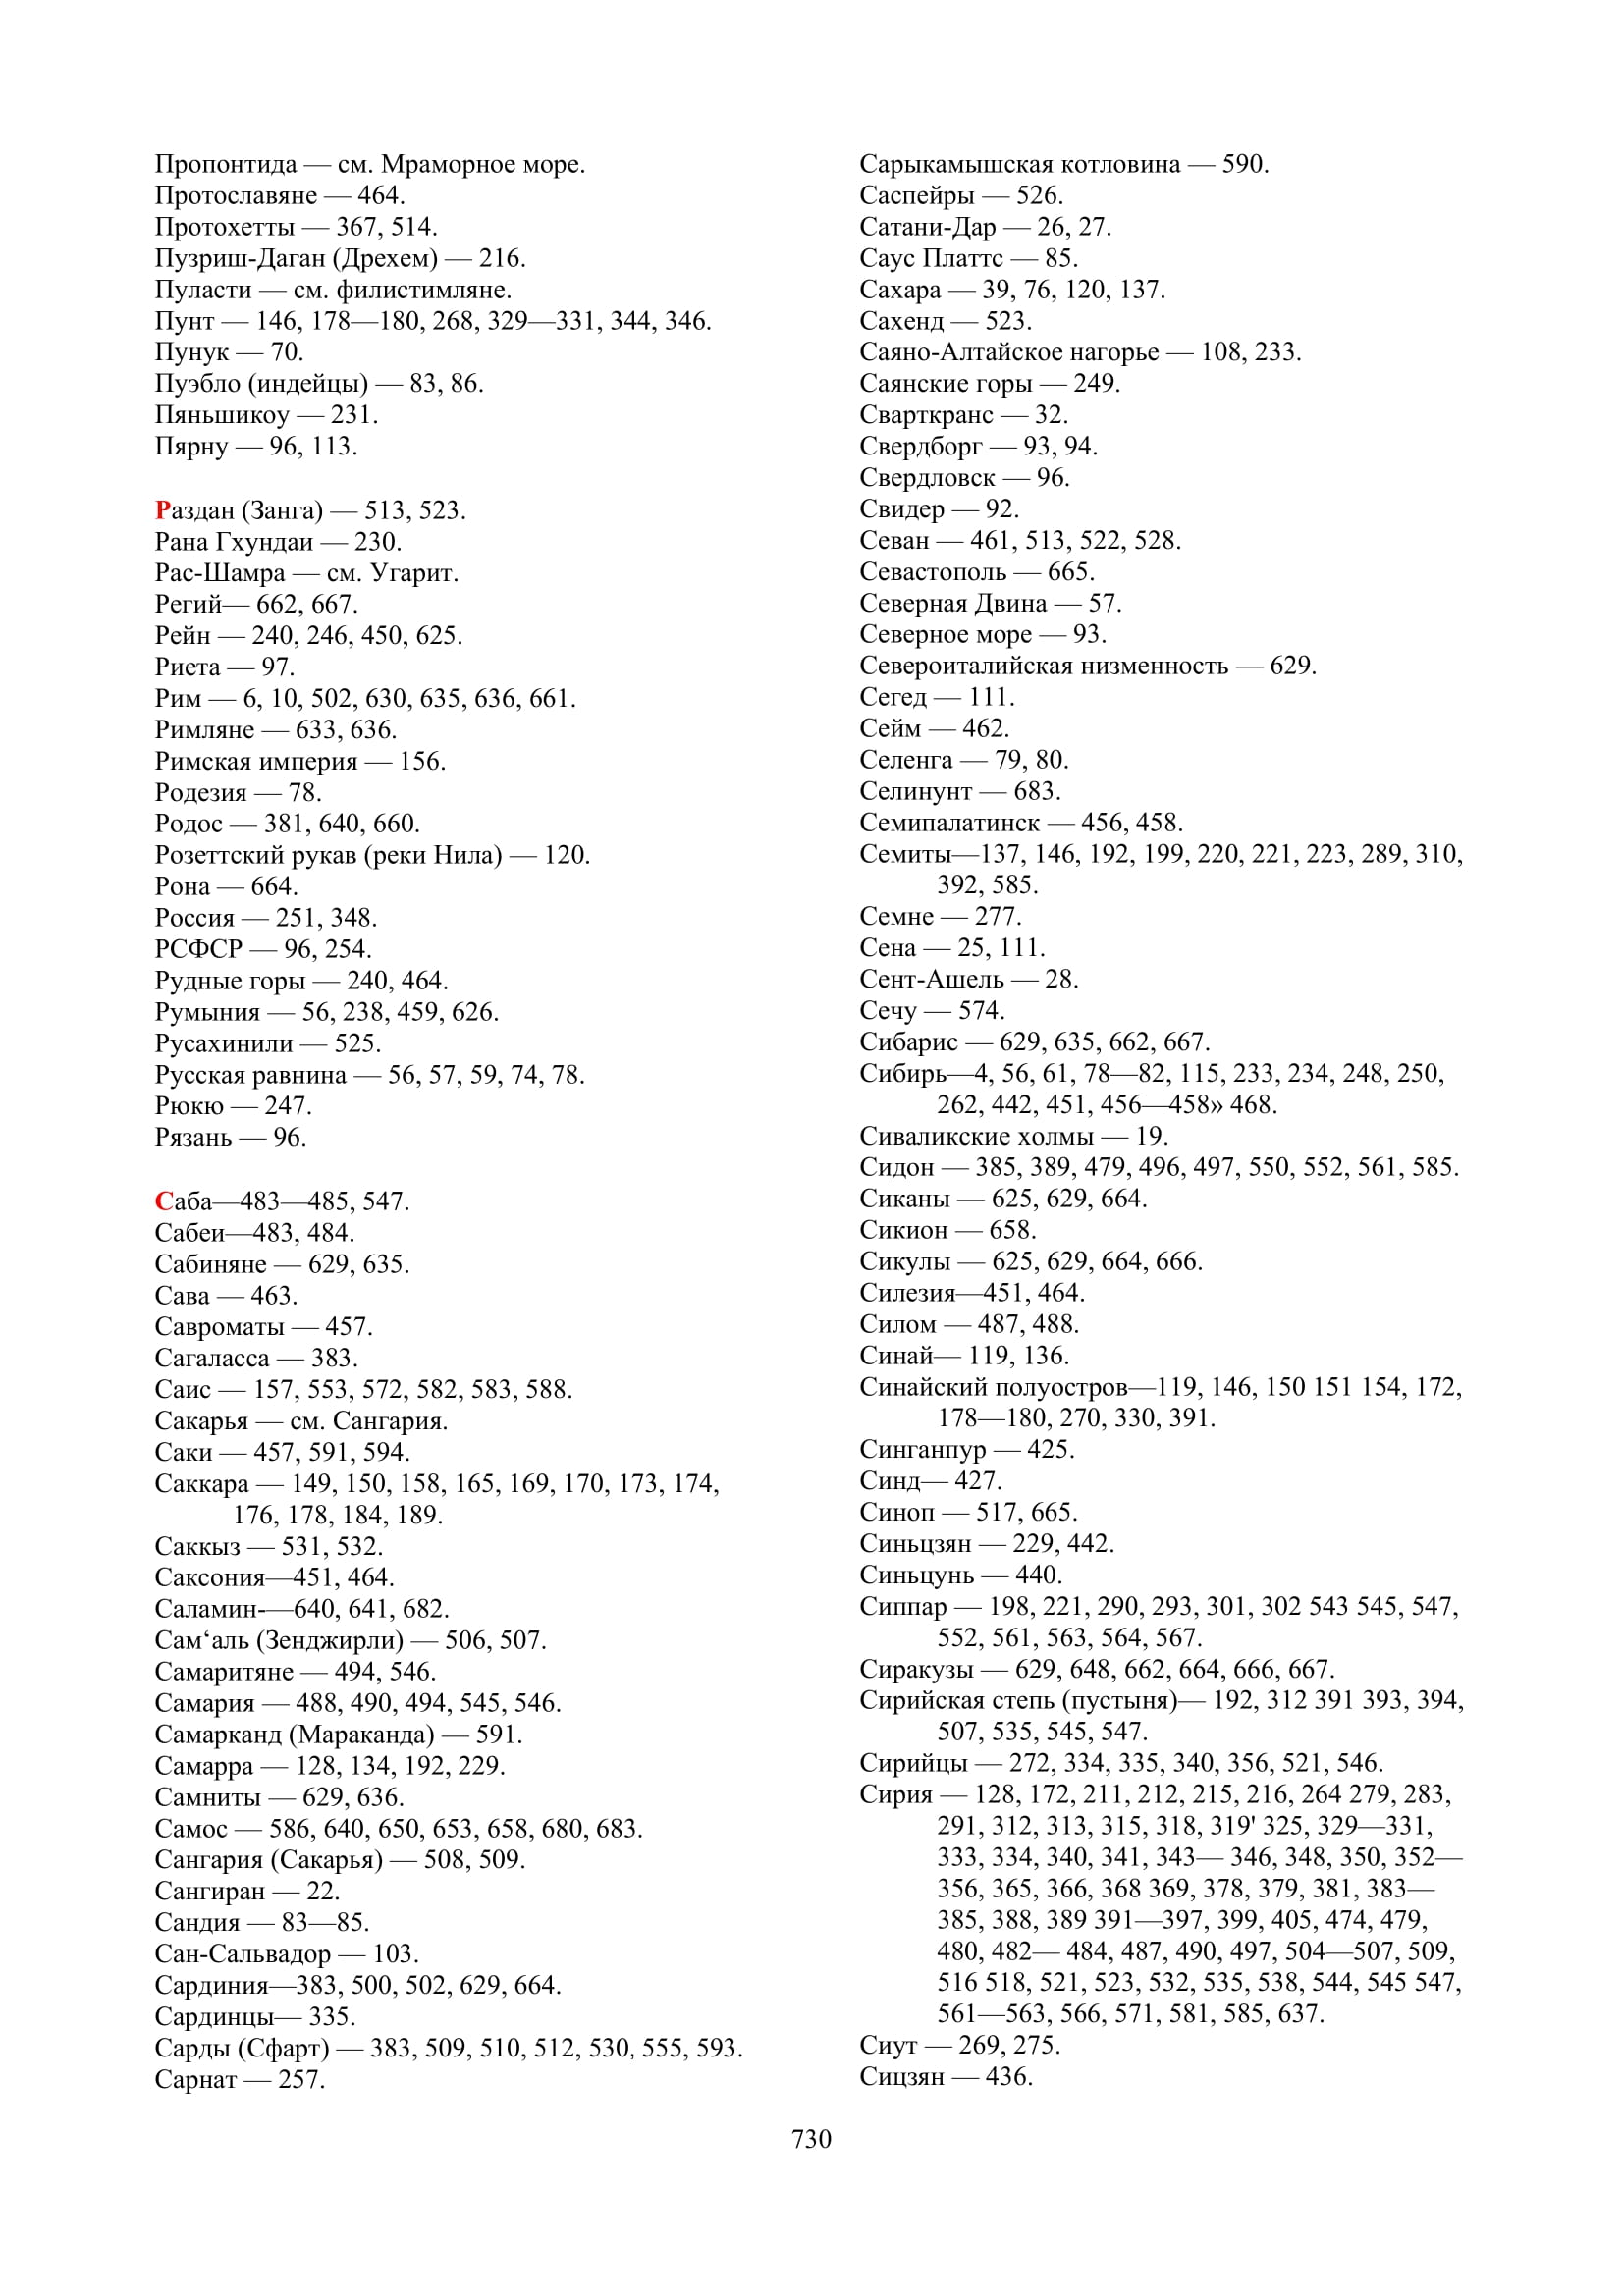 Пропонтида — см. Мраморное море.
Протославяне — 464.
Протохетты — 367, 514.
Пузриш-Даган (Дрехем) — 216.
Пуласти — см. филистимляне.
Пунт — 146, 178—180, 268, 329—331, 344, 346.
Пунук — 70.
Пуэбло (индейцы) — 83, 86.
Пяньшикоу — 231.
Пярну — 96, 113.
Раздан (Занга) — 513, 523.
Рана Гхундаи — 230.
Рас-Шамра — см. Угарит.
Регий— 662, 667.
Рейн — 240, 246, 450, 625.
Риета — 97.
Рим — 6, 10, 502, 630, 635, 636, 661.
Римляне — 633, 636.
Римская империя — 156.
Родезия — 78.
Родос — 381, 640, 660.
Розеттский рукав (реки Нила) — 120.
Рона — 664.
Россия — 251, 348.
РСФСР — 96, 254.
Рудные горы — 240, 464.
Румыния — 56, 238, 459, 626.
Русахинили — 525.
Русская равнина — 56, 57, 59, 74, 78.
Рюкю — 247.
Рязань — 96.
Саба—483—485, 547.
Сабеи—483, 484.
Сабиняне — 629, 635.
Сава — 463.
Савроматы — 457.
Сагаласса — 383.
Саис — 157, 553, 572, 582, 583, 588.
Сакарья — см. Сангария.
Саки — 457, 591, 594.
Саккара — 149, 150, 158, 165, 169, 170, 173, 174,
176, 178, 184, 189.
Саккыз — 531, 532.
Саксония—451, 464.
Саламин-—640, 641, 682.
Сам‘аль (Зенджирли) — 506, 507.
Самаритяне — 494, 546.
Самария — 488, 490, 494, 545, 546.
Самарканд (Мараканда) — 591.
Самарра — 128, 134, 192, 229.
Самниты — 629, 636.
Самос — 586, 640, 650, 653, 658, 680, 683.
Сангария (Сакарья) — 508, 509.
Сангиран — 22.
Сандия — 83—85.
Сан-Сальвадор — 103.
Сардиния—383, 500, 502, 629, 664.
Сардинцы— 335.
Сарды (Сфарт) — 383, 509, 510, 512, 530, 555, 593.
Сарнат — 257.
Сарыкамышская котловина — 590.
Саспейры — 526.
Сатани-Дар — 26, 27.
Саус Платтс — 85.
Сахара — 39, 76, 120, 137.
Сахенд — 523.
Саяно-Алтайское нагорье — 108, 233.
Саянские горы — 249.
Сварткранс — 32.
Свердборг — 93, 94.
Свердловск — 96.
Свидер — 92.
Севан — 461, 513, 522, 528.
Севастополь — 665.
Северная Двина — 57.
Северное море — 93.
Североиталийская низменность — 629.
Сегед — 111.
Сейм — 462.
Селенга — 79, 80.
Селинунт — 683.
Семипалатинск — 456, 458.
Семиты—137, 146, 192, 199, 220, 221, 223, 289, 310,
392, 585.
Семне — 277.
Сена — 25, 111.
Сент-Ашель — 28.
Сечу — 574.
Сибарис — 629, 635, 662, 667.
Сибирь—4, 56, 61, 78—82, 115, 233, 234, 248, 250,
262, 442, 451, 456—458» 468.
Сиваликские холмы — 19.
Сидон — 385, 389, 479, 496, 497, 550, 552, 561, 585.
Сиканы — 625, 629, 664.
Сикион — 658.
Сикулы — 625, 629, 664, 666.
Силезия—451, 464.
Силом — 487, 488.
Синай— 119, 136.
Синайский полуостров—119, 146, 150 151 154, 172,
178—180, 270, 330, 391.
Синганпур — 425.
Синд— 427.
Синоп — 517, 665.
Синьцзян — 229, 442.
Синьцунь — 440.
Сиппар — 198, 221, 290, 293, 301, 302 543 545, 547,
552, 561, 563, 564, 567.
Сиракузы — 629, 648, 662, 664, 666, 667.
Сирийская степь (пустыня)— 192, 312 391 393, 394,
507, 535, 545, 547.
Сирийцы — 272, 334, 335, 340, 356, 521, 546.
Сирия — 128, 172, 211, 212, 215, 216, 264 279, 283,
291, 312, 313, 315, 318, 319' 325, 329—331,
333, 334, 340, 341, 343— 346, 348, 350, 352—
356, 365, 366, 368 369, 378, 379, 381, 383—
385, 388, 389 391—397, 399, 405, 474, 479,
480, 482— 484, 487, 490, 497, 504—507, 509,
516 518, 521, 523, 532, 535, 538, 544, 545 547,
561—563, 566, 571, 581, 585, 637.
Сиут — 269, 275.
Сицзян — 436.
730